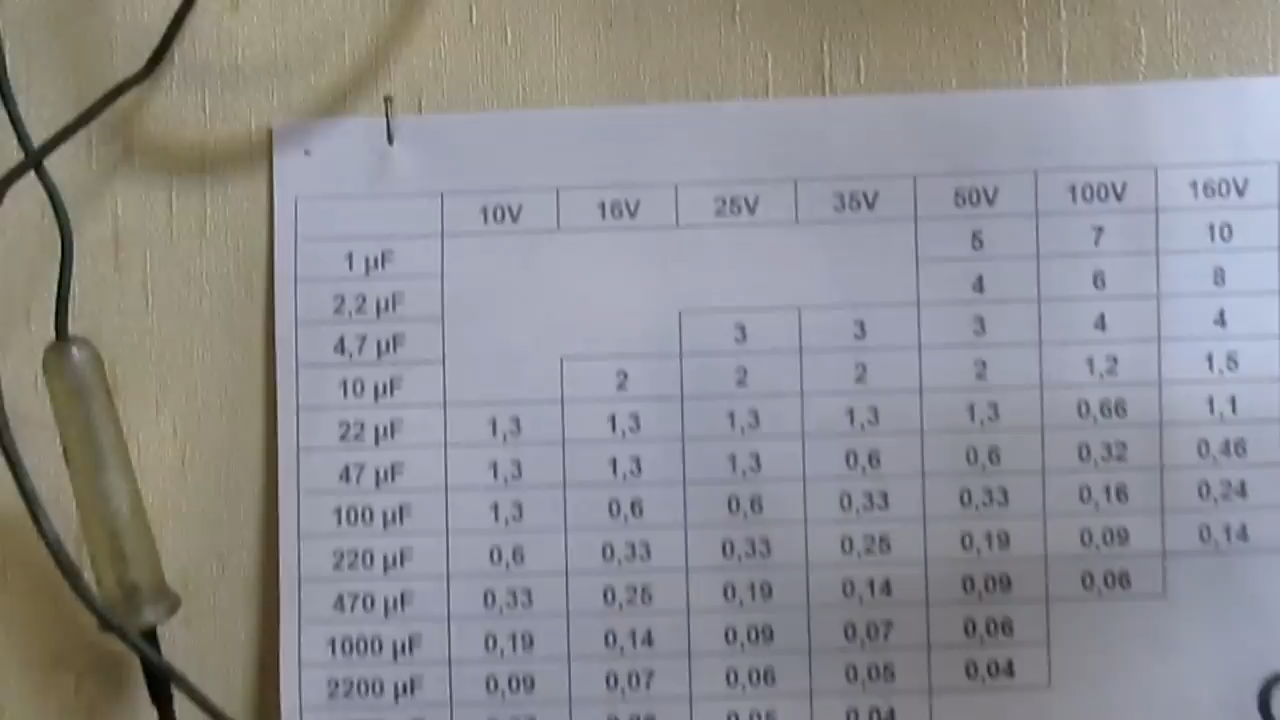 10V 16V 25V 35V 50V 100V 160V
1 µF 5 7 10
2,2 µF 4 6 8
4,7 µF 3 3 3 4 4
10 µF 2 2 2 2 1,2 1,5
22 µF 1,3 1,3 1,3 1,3 1,3 0,66 1,1
47 µF 1,3 1,3 1,3 0,6 0,6 0,32 0,46
100 µF 1,3 0,6 0,6 0,33 0,33 0,16 0,24
220 µF 0,6 0,33 0,33 0,25 0,19 0,09 0,14
470 µF 0,33 0,25 0,19 0,14 0,09 0,06
1000 µF 0,19 0,14 0,09 0,07 0,06
2200 µF 0,09 0,07 0,06 0,05 0,04
0,05 0,04